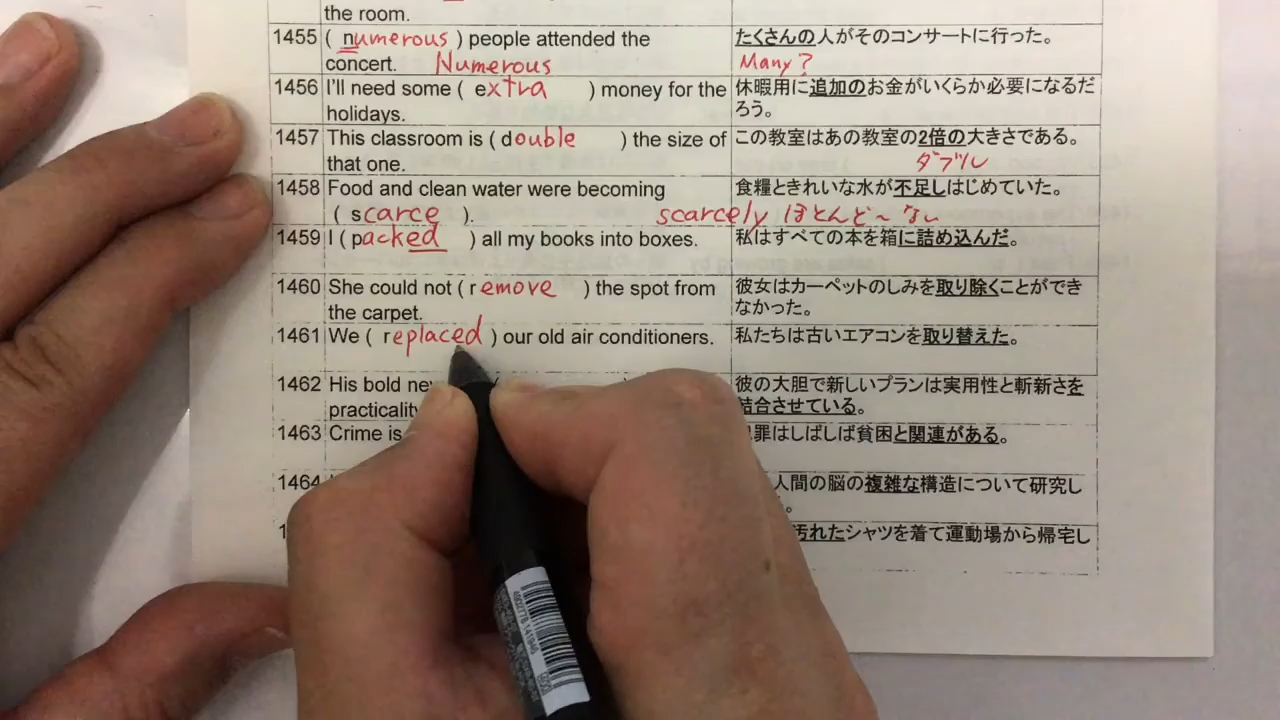 the room.
1455 ( numerous ) people attended the たくさんの人がそのコンサートに行った。
concert. Numerous Many?
1456 I'll need some ( extra ) money for the 休暇用に追加のお金がいくらか必要になるだ
holidays. ろう。
1457 This classroom is ( double ) the size of この教室はあの教室の2倍の大きさである。
that one. ダブル
1458 Food and clean water were becoming 食糧ときれいな水が不足しはじめていた。
( scarce ). scarcely ほとんど~ない
1459 I ( packed ) all my books into boxes. 私はすべての本を箱に詰め込んだ。
1460 She could not ( remove ) the spot from 彼女はカーペットのしみを取り除くことができ
the carpet. なかった。
1461 We ( replaced ) our old air conditioners. 私たちは古いエアコンを取り替えた。
1462 His bold 彼の大胆で新しいプランは実用性と斬新さを
practicality 結合させている。
1463 Crime is 犯罪はしばしば貧困と関連がある。
1464 人間の脳の複雑な構造について研究し
汚れたシャツを着て運動場から帰宅し